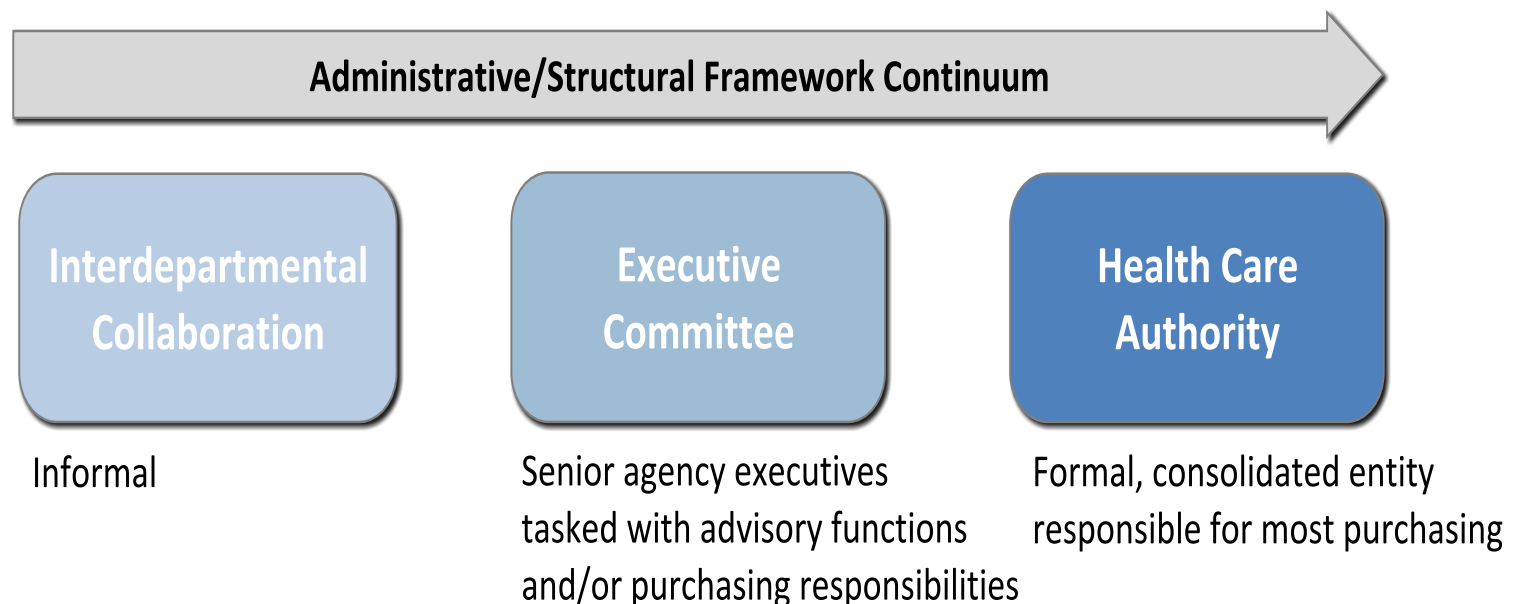 Administrative/Structural Framework Continuum
Interdepartmental
Collaboration
Executive
Committee
Health Care
Authority
Informal
Senior agency executives
tasked with advisory functions
and/or purchasing responsibilities
Formal, consolidated entity
responsible for most purchasing